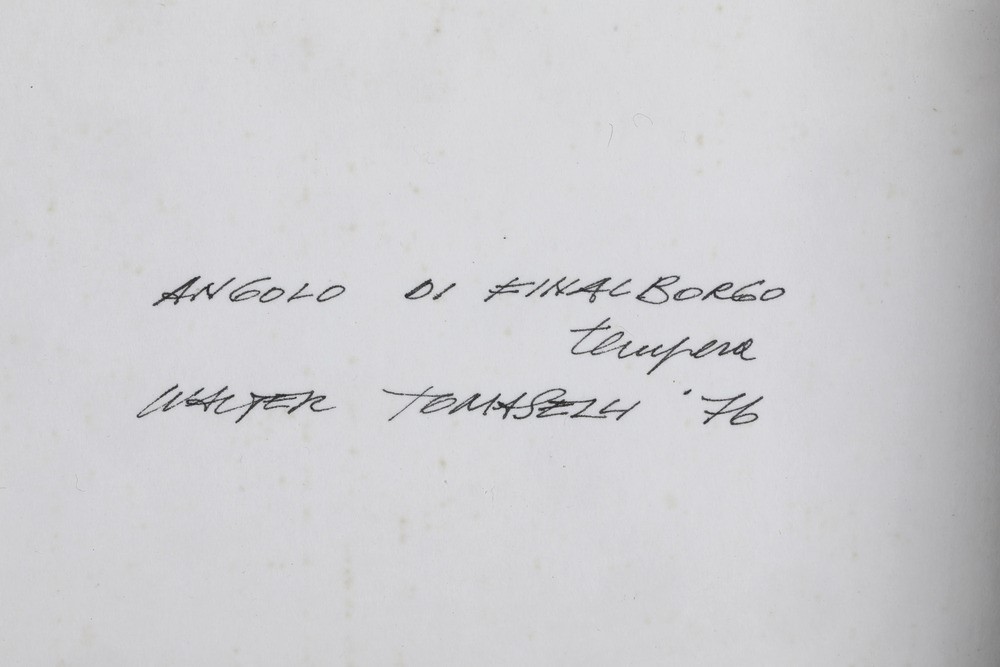 ANGOLO DI FINALBORGO
tempera
WALTER TOMASELLI '76